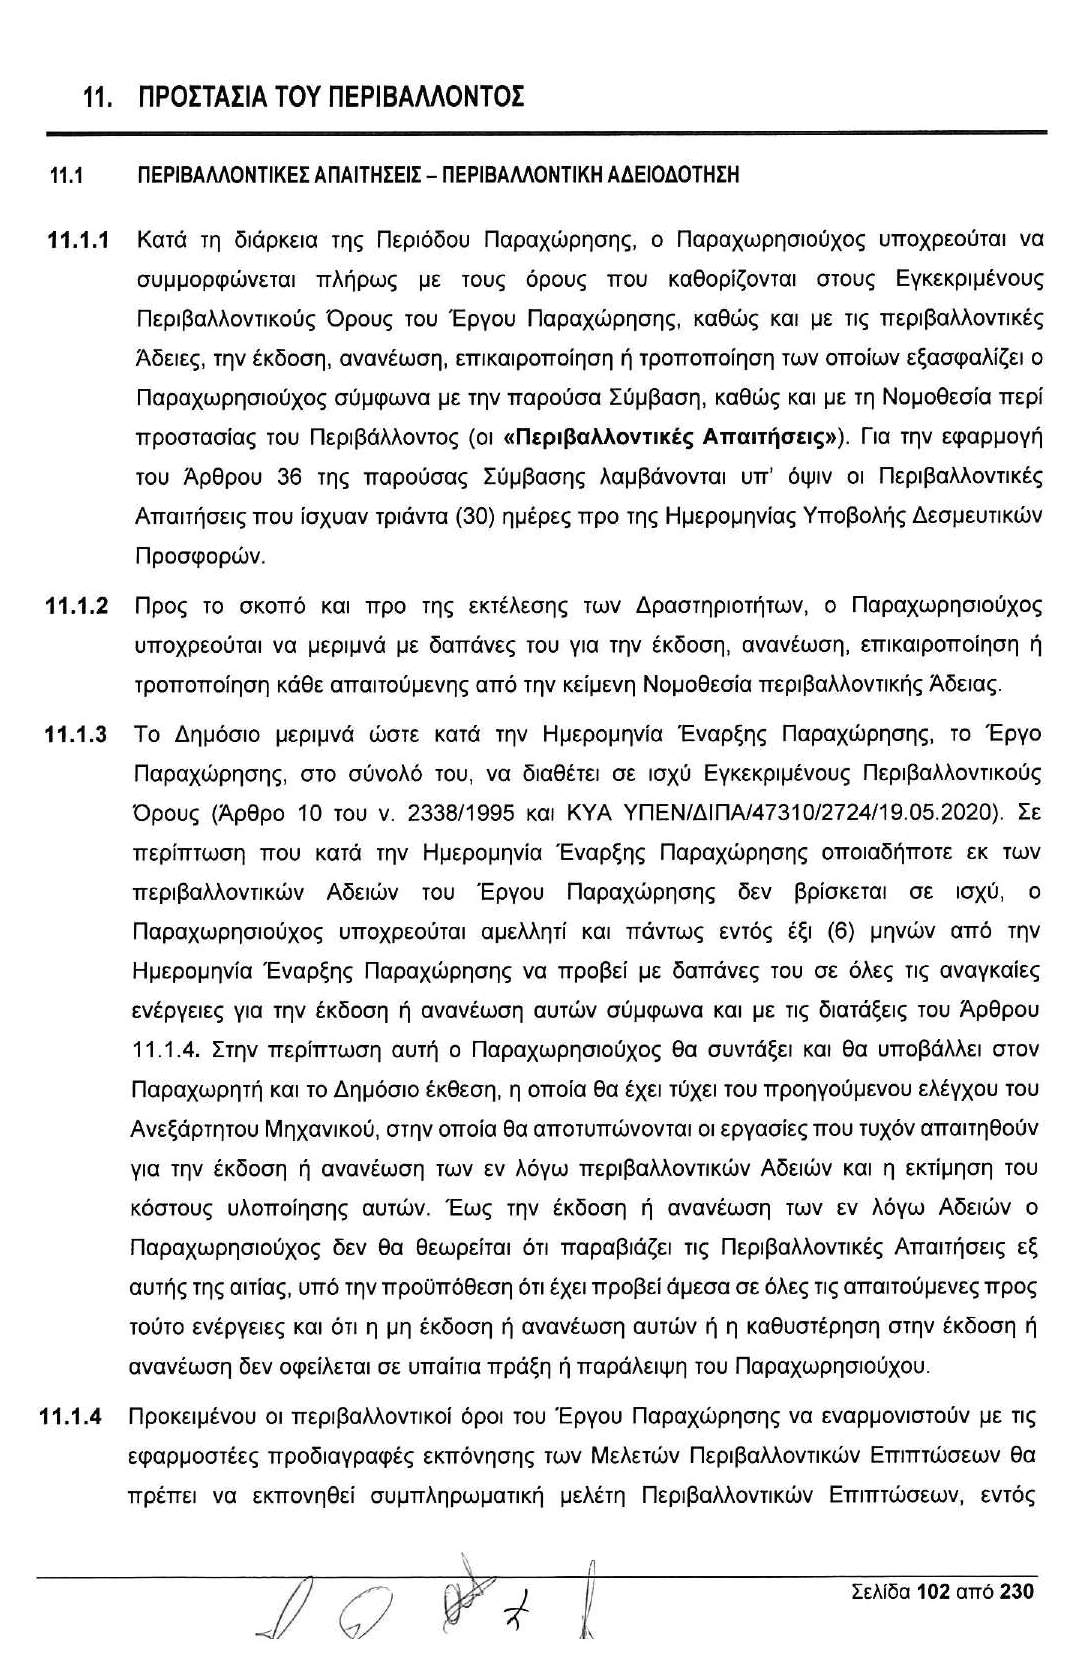 11. ΠΡΟΣΤΑΣΙΑ ΤΟΥ ΠΕΡΙΒΑΛΛΟΝΤΟΣ
11.1 ΠΕΡΙΒΑΛΛΟΝΤΙΚΕΣ ΑΠΑΙΤΗΣΕΙΣ – ΠΕΡΙΒΑΛΛΟΝΤΙΚΗ ΑΔΕΙΟΔΟΤΗΣΗ
11.1.1 Κατά τη διάρκεια της Περιόδου Παραχώρησης, ο Παραχωρησιούχος υποχρεούται να
συμμορφώνεται πλήρως με τους όρους που καθορίζονται στους Εγκεκριμένους
Περιβαλλοντικούς Όρους του Έργου Παραχώρησης, καθώς και με τις περιβαλλοντικές
Άδειες, την έκδοση, ανανέωση, επικαιροποίηση ή τροποποίηση των οποίων εξασφαλίζει ο
Παραχωρησιούχος σύμφωνα με την παρούσα Σύμβαση, καθώς και με τη Νομοθεσία περί
προστασίας του Περιβάλλοντος (οι «Περιβαλλοντικές Απαιτήσεις»). Για την εφαρμογή
του Άρθρου 36 της παρούσας Σύμβασης λαμβάνονται υπ’ όψιν οι Περιβαλλοντικές
Απαιτήσεις που ίσχυαν τριάντα (30) ημέρες προ της Ημερομηνίας Υποβολής Δεσμευτικών
Προσφορών.
11.1.2 Προς το σκοπό και προ της εκτέλεσης των Δραστηριοτήτων, ο Παραχωρησιούχος
υποχρεούται να μεριμνά με δαπάνες του για την έκδοση, ανανέωση, επικαιροποίηση ή
τροποποίηση κάθε απαιτούμενης από την κείμενη Νομοθεσία περιβαλλοντικής Άδειας.
11.1.3 Το Δημόσιο μεριμνά ώστε κατά την Ημερομηνία Έναρξης Παραχώρησης, το Έργο
Παραχώρησης, στο σύνολό του, να διαθέτει σε ισχύ Εγκεκριμένους Περιβαλλοντικούς
Όρους (Άρθρο 10 του ν. 2338/1995 και ΚΥΑ ΥΠΕΝ/ΔΙΠΑ/47310/2724/19.05.2020). Σε
περίπτωση που κατά την Ημερομηνία Έναρξης Παραχώρησης οποιαδήποτε εκ των
περιβαλλοντικών Αδειών του Έργου Παραχώρησης δεν βρίσκεται σε ισχύ, ο
Παραχωρησιούχος υποχρεούται αμελλητί και πάντως εντός έξι (6) μηνών από την
Ημερομηνία Έναρξης Παραχώρησης να προβεί με δαπάνες του σε όλες τις αναγκαίες
ενέργειες για την έκδοση ή ανανέωση αυτών σύμφωνα και με τις διατάξεις του Άρθρου
11.1.4. Στην περίπτωση αυτή ο Παραχωρησιούχος θα συντάξει και θα υποβάλλει στον
Παραχωρητή και το Δημόσιο έκθεση, η οποία θα έχει τύχει του προηγούμενου ελέγχου του
Ανεξάρτητου Μηχανικού, στην οποία θα αποτυπώνονται οι εργασίες που τυχόν απαιτηθούν
για την έκδοση ή ανανέωση των εν λόγω περιβαλλοντικών Αδειών και η εκτίμηση του
κόστους υλοποίησης αυτών. Έως την έκδοση ή ανανέωση των εν λόγω Αδειών ο
Παραχωρησιούχος δεν θα θεωρείται ότι παραβιάζει τις Περιβαλλοντικές Απαιτήσεις εξ
αυτής της αιτίας, υπό την προϋπόθεση ότι έχει προβεί άμεσα σε όλες τις απαιτούμενες προς
τούτο ενέργειες και ότι η μη έκδοση ή ανανέωση αυτών ή η καθυστέρηση στην έκδοση ή
ανανέωση δεν οφείλεται σε υπαίτια πράξη ή παράλειψη του Παραχωρησιούχου.
11.1.4 Προκειμένου οι περιβαλλοντικοί όροι του Έργου Παραχώρησης να εναρμονιστούν με τις
εφαρμοστέες προδιαγραφές εκπόνησης των Μελετών Περιβαλλοντικών Επιπτώσεων θα
πρέπει να εκπονηθεί συμπληρωματική μελέτη Περιβαλλοντικών Επιπτώσεων, εντός
Σελίδα 102 από 230